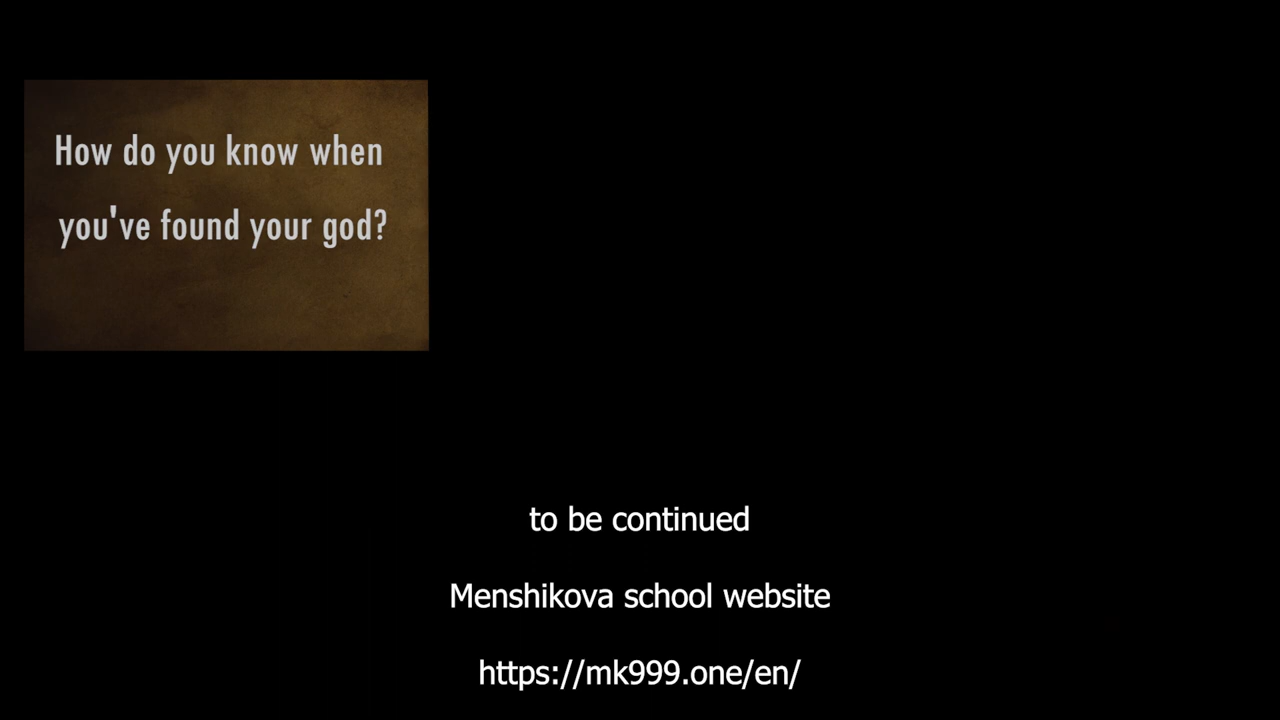 How do you know when
you've found your god?
to be continued
Menshikova school website
https://mk999.one/en/